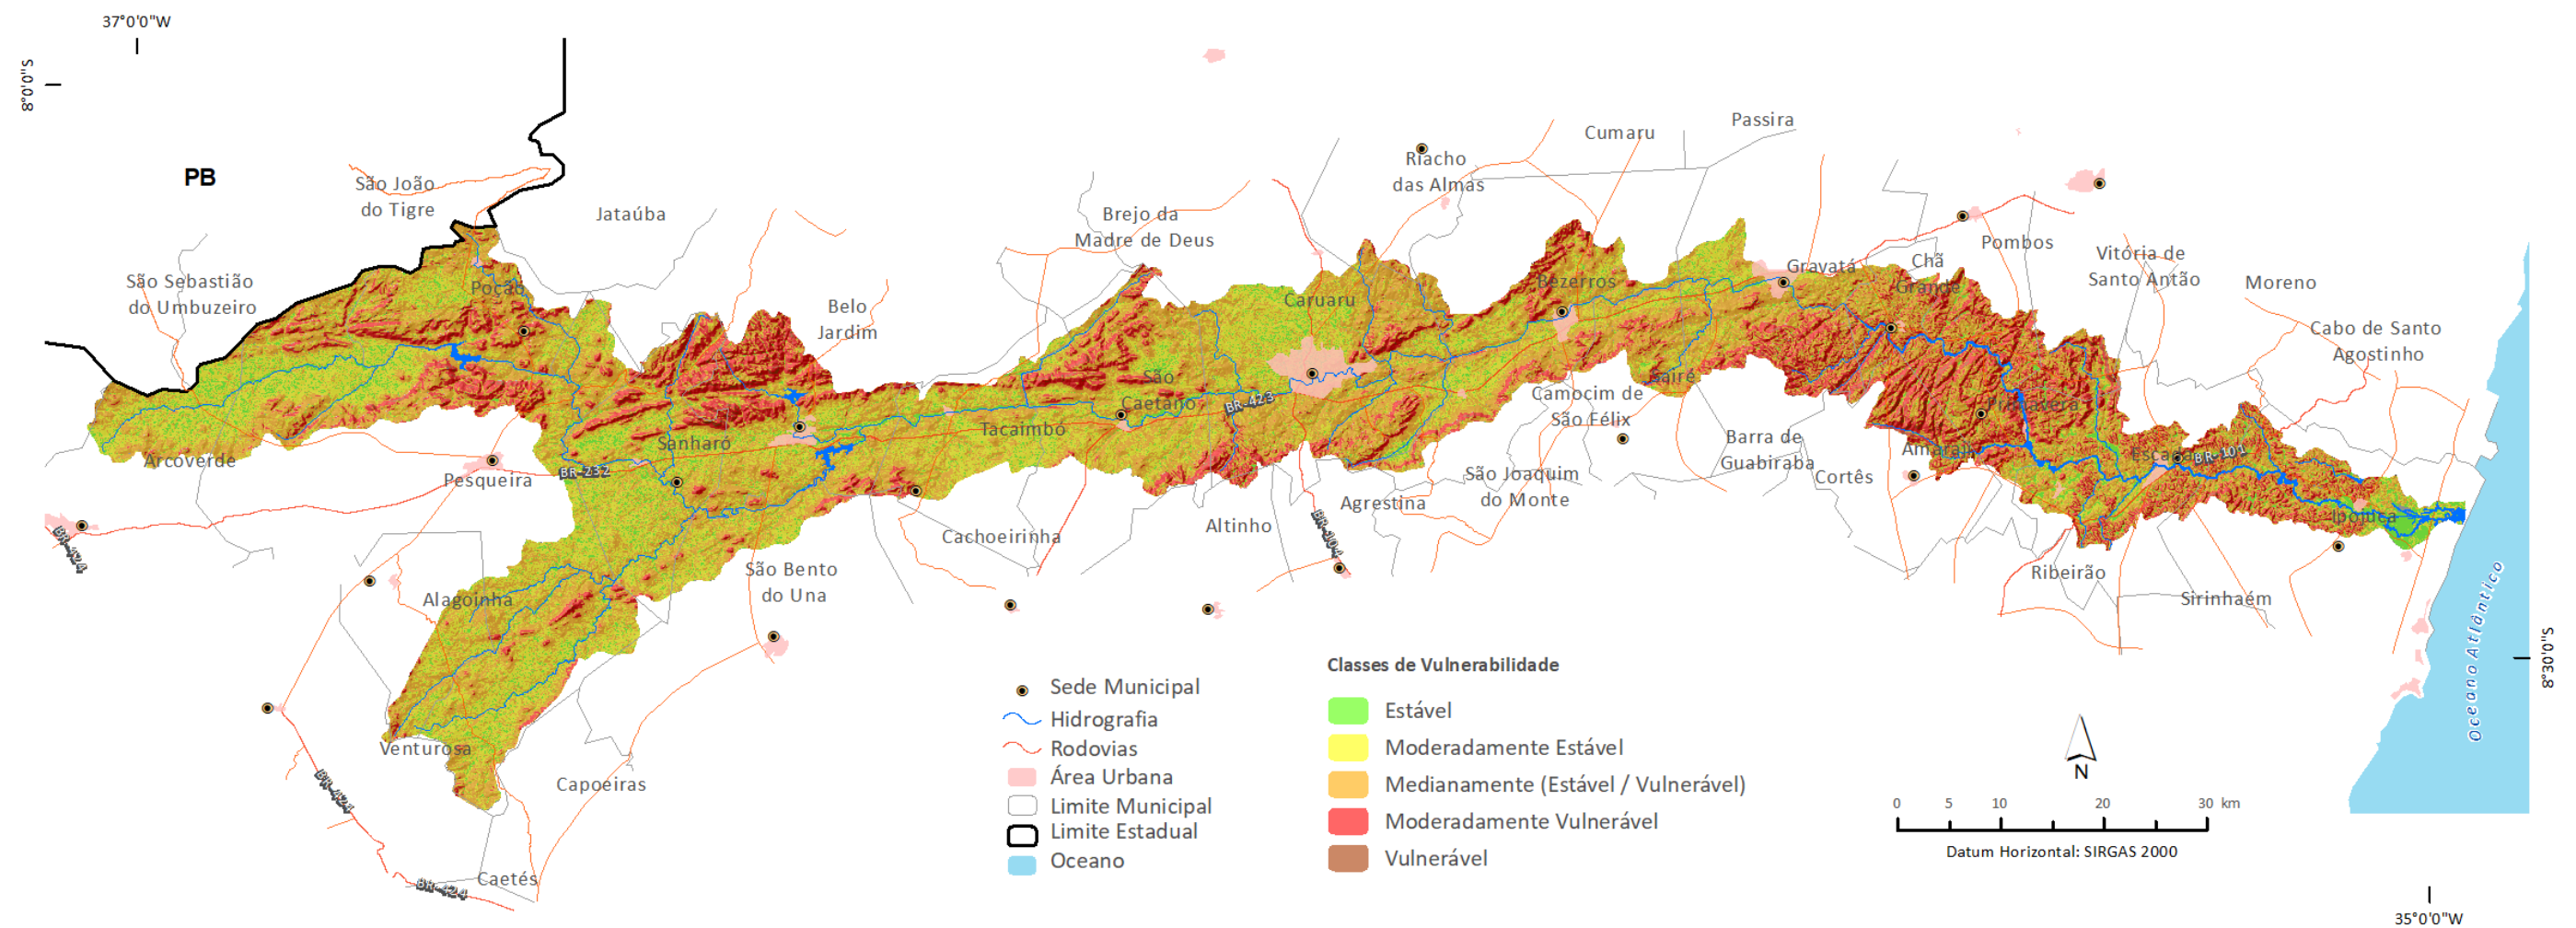 37°0'0"W
8°0'0"S
PB
São João
do Tigre
Jataúba
São Sebastião
do Umbuzeiro
Poção
Belo
Jardim
Brejo da
Madre de Deus
Riacho
das Almas
Cumaru
Passira
Caruaru
Bezerros
Gravatá
Chã
Grande
Pombos
Vitória de
Santo Antão
Moreno
Cabo de Santo
Agostinho
Arcoverde
Pesqueira
BR-232
Sanharó
Tacaimbó
São
Caetano
BR-423
Sairé
Camocim de
São Félix
Barra de
Guabiraba
Primavera
Amaraji
Escada
BR-101
Ipojuca
Cortês
São Joaquim
do Monte
Agrestina
Altinho
BR-104
Cachoeirinha
BR-424
Alagoinha
São Bento
do Una
Ribeirão
Sirinhaém
Venturosa
Capoeiras
BR-424
Caetés
Oceano Atlântico
8°30'0"S
Sede Municipal
Hidrografia
Rodovias
Área Urbana
Limite Municipal
Limite Estadual
Oceano
Classes de Vulnerabilidade
Estável
Moderadamente Estável
Medianamente (Estável / Vulnerável)
Moderadamente Vulnerável
Vulnerável
N
0 5 10 20 30 km
Datum Horizontal: SIRGAS 2000
35°0'0"W